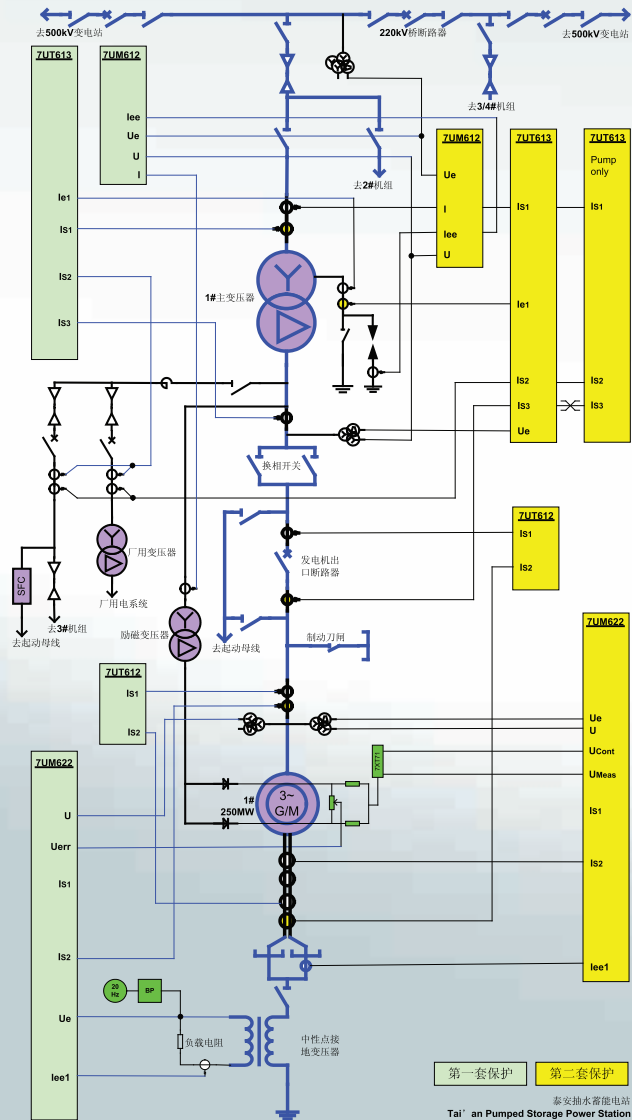 去500kV变电站
220kV桥断路器
去500kV变电站
7UT613
7UM612
去3/4#机组
Iee
Ue
U
I
7UM612
7UT613
7UT613
Pump
only
Ue
I
Iee
U
去2#机组
Ie1
IS1
IS1
IS1
IS2
IS3
1#主变压器
Ie1
IS2
IS3
Ue
IS2
IS3
换相开关
7UT612
IS1
IS2
发电机出
口断路器
厂用变压器
SFC
厂用电系统
去3#机组
去起动母线
励磁变压器
去起动母线
制动刀闸
7UM622
7UT612
IS1
IS2
Ue
U
UCont
UMeas
IS1
IS2
Iee1
7XT71
7UM622
U
Uerr
IS1
IS2
Ue
Iee1
1#
250MW
3~
G/M
20
Hz
BP
负载电阻
中性点接
地变压器
第一套保护
第二套保护
泰安抽水蓄能电站
Tai’an Pumped Storage Power Station